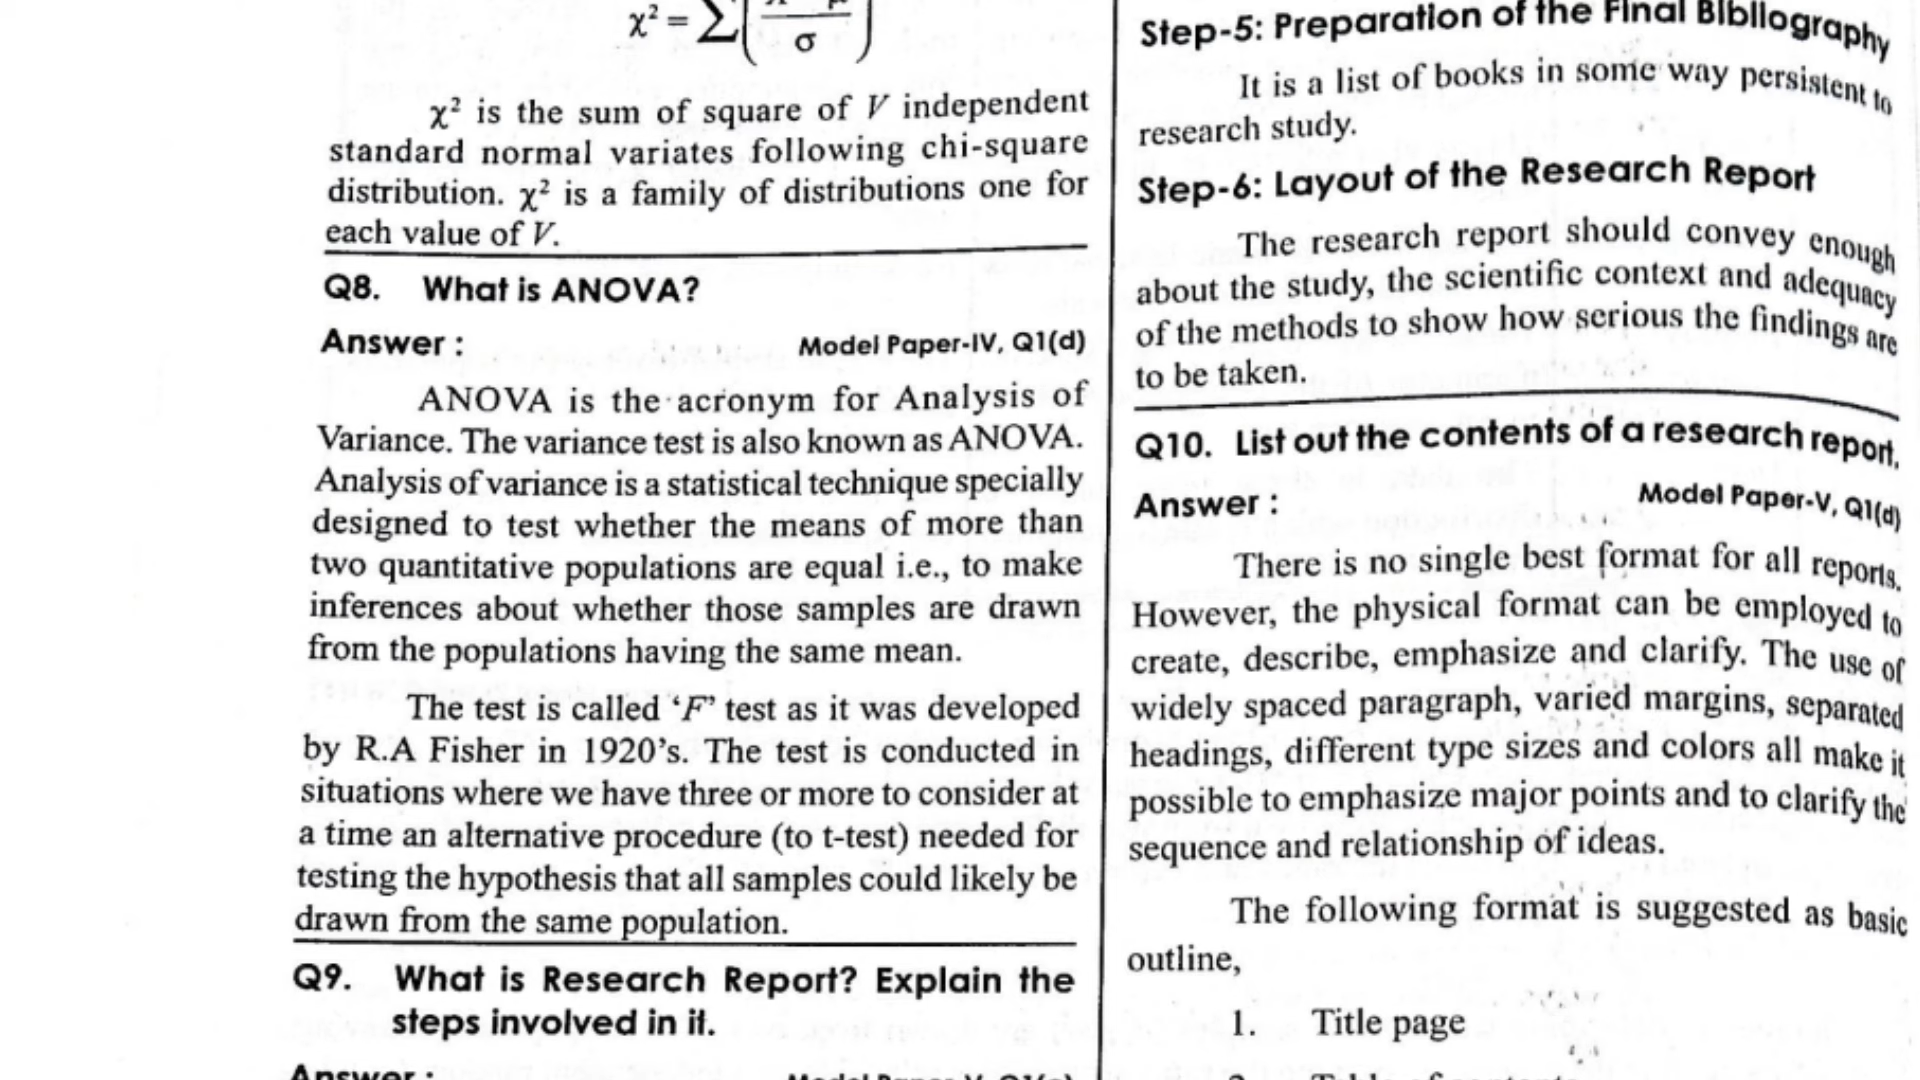 χ² = ∑( / σ )
χ² is the sum of square of V independent
standard normal variates following chi-square
distribution. χ² is a family of distributions one for
each value of V.
Q8. What is ANOVA?
Answer : Model Paper-IV, Q1(d)
ANOVA is the acronym for Analysis of
Variance. The variance test is also known as ANOVA.
Analysis of variance is a statistical technique specially
designed to test whether the means of more than
two quantitative populations are equal i.e., to make
inferences about whether those samples are drawn
from the populations having the same mean.
The test is called ‘F’ test as it was developed
by R.A Fisher in 1920’s. The test is conducted in
situations where we have three or more to consider at
a time an alternative procedure (to t-test) needed for
testing the hypothesis that all samples could likely be
drawn from the same population.
Q9. What is Research Report? Explain the
steps involved in it.
Answer :
Step-5: Preparation of the Final Bibliography
It is a list of books in some way persistent to
research study.
Step-6: Layout of the Research Report
The research report should convey enough
about the study, the scientific context and adequacy
of the methods to show how serious the findings are
to be taken.
Q10. List out the contents of a research report.
Answer : Model Paper-V, Q1(d)
There is no single best format for all reports.
However, the physical format can be employed to
create, describe, emphasize and clarify. The use of
widely spaced paragraph, varied margins, separated
headings, different type sizes and colors all make it
possible to emphasize major points and to clarify the
sequence and relationship of ideas.
The following format is suggested as basic
outline,
1. Title page
Table of contents